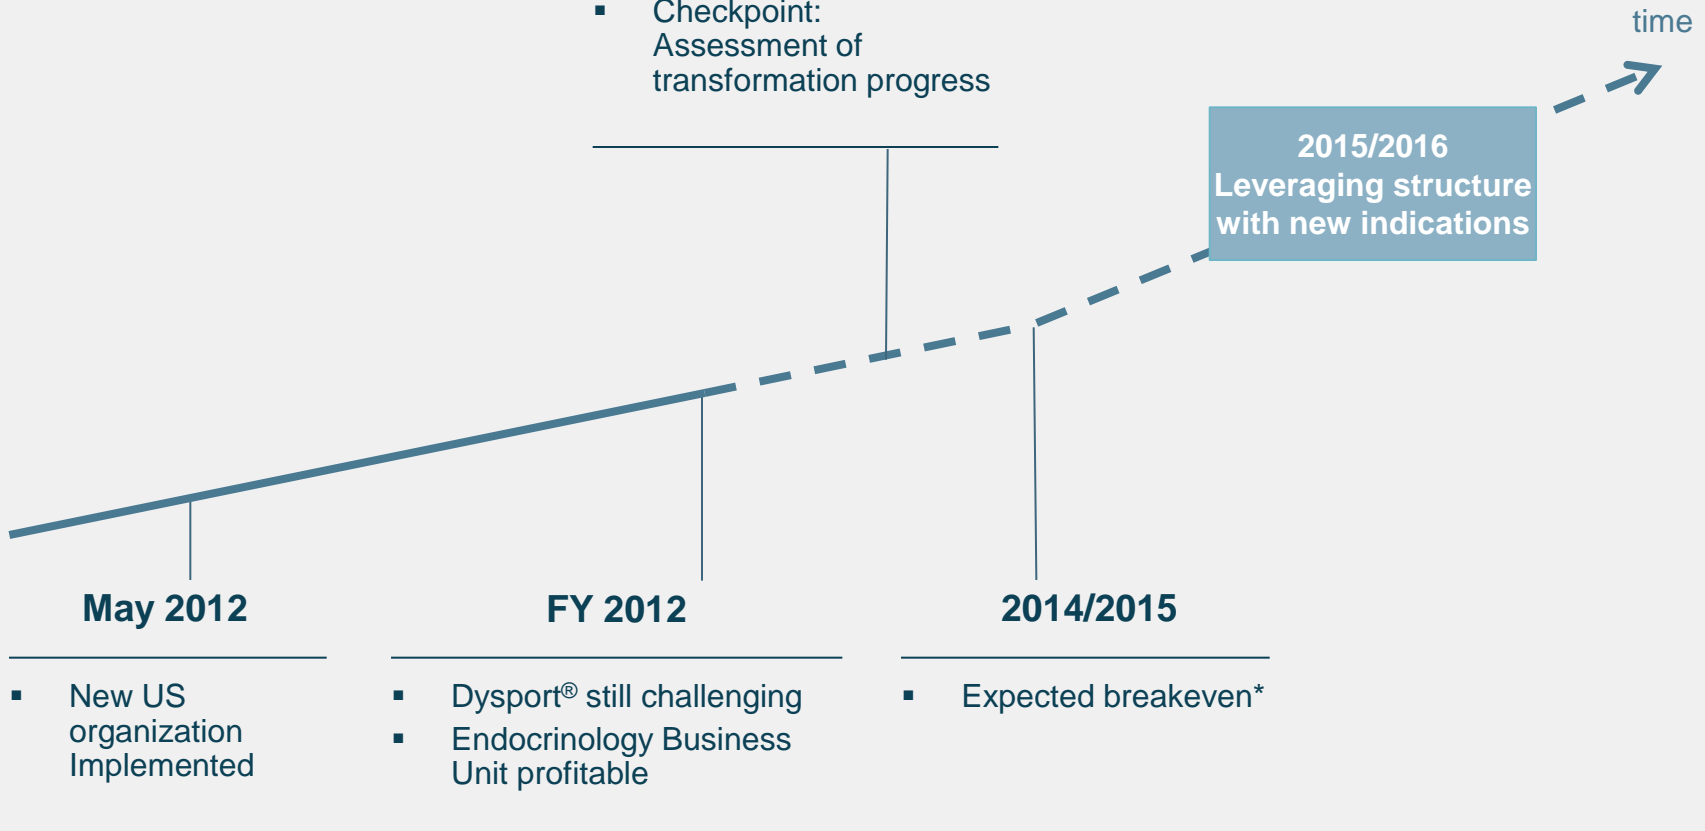 ▪ Checkpoint:
Assessment of
transformation progress
time
2015/2016
Leveraging structure
with new indications
May 2012
▪ New US
organization
Implemented
FY 2012
▪ Dysport® still challenging
▪ Endocrinology Business
Unit profitable
2014/2015
▪ Expected breakeven*